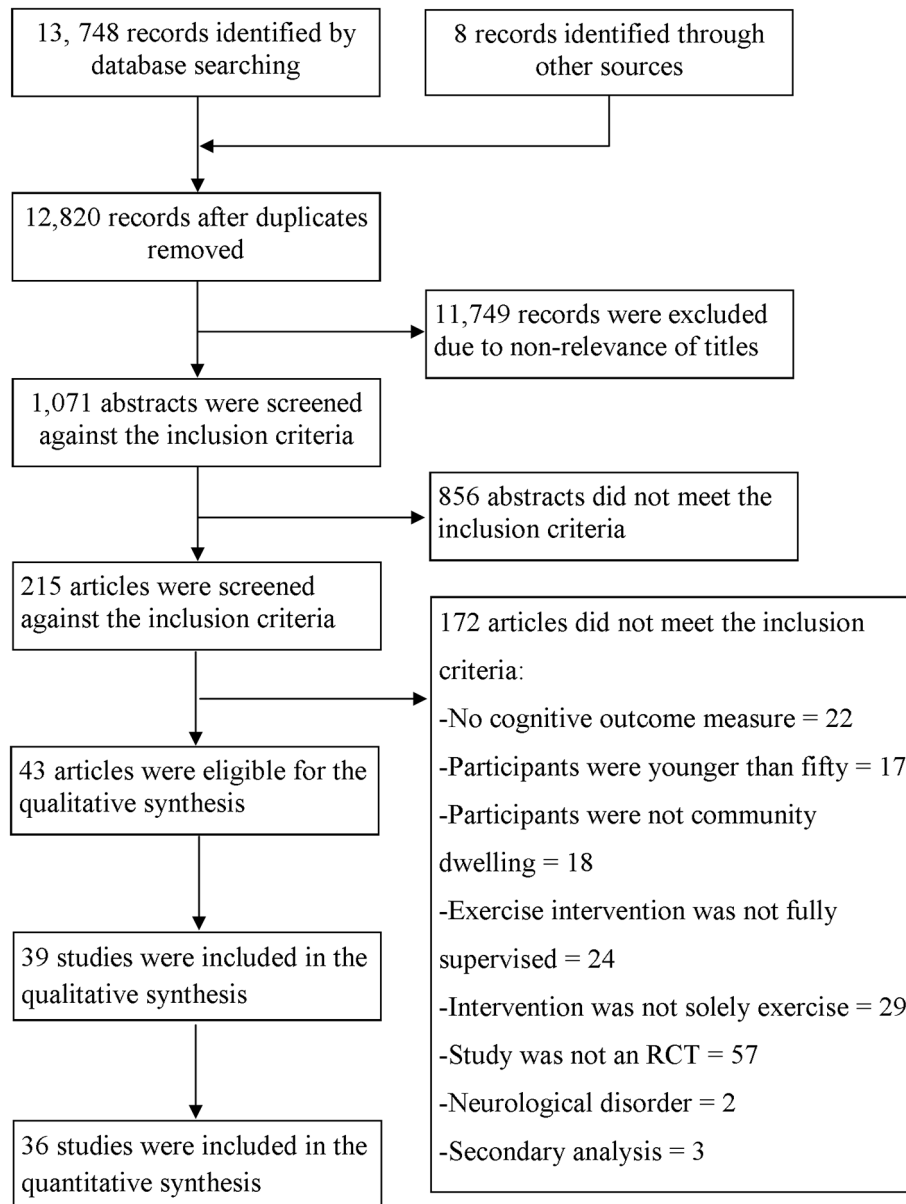 13, 748 records identified by
database searching
8 records identified through
other sources
12,820 records after duplicates
removed
11,749 records were excluded
due to non-relevance of titles
1,071 abstracts were screened
against the inclusion criteria
856 abstracts did not meet the
inclusion criteria
215 articles were screened
against the inclusion criteria
172 articles did not meet the inclusion
criteria:
-No cognitive outcome measure = 22
-Participants were younger than fifty = 17
-Participants were not community
dwelling = 18
-Exercise intervention was not fully
supervised = 24
-Intervention was not solely exercise = 29
-Study was not an RCT = 57
-Neurological disorder = 2
-Secondary analysis = 3
43 articles were eligible for the
qualitative synthesis
39 studies were included in the
qualitative synthesis
36 studies were included in the
quantitative synthesis